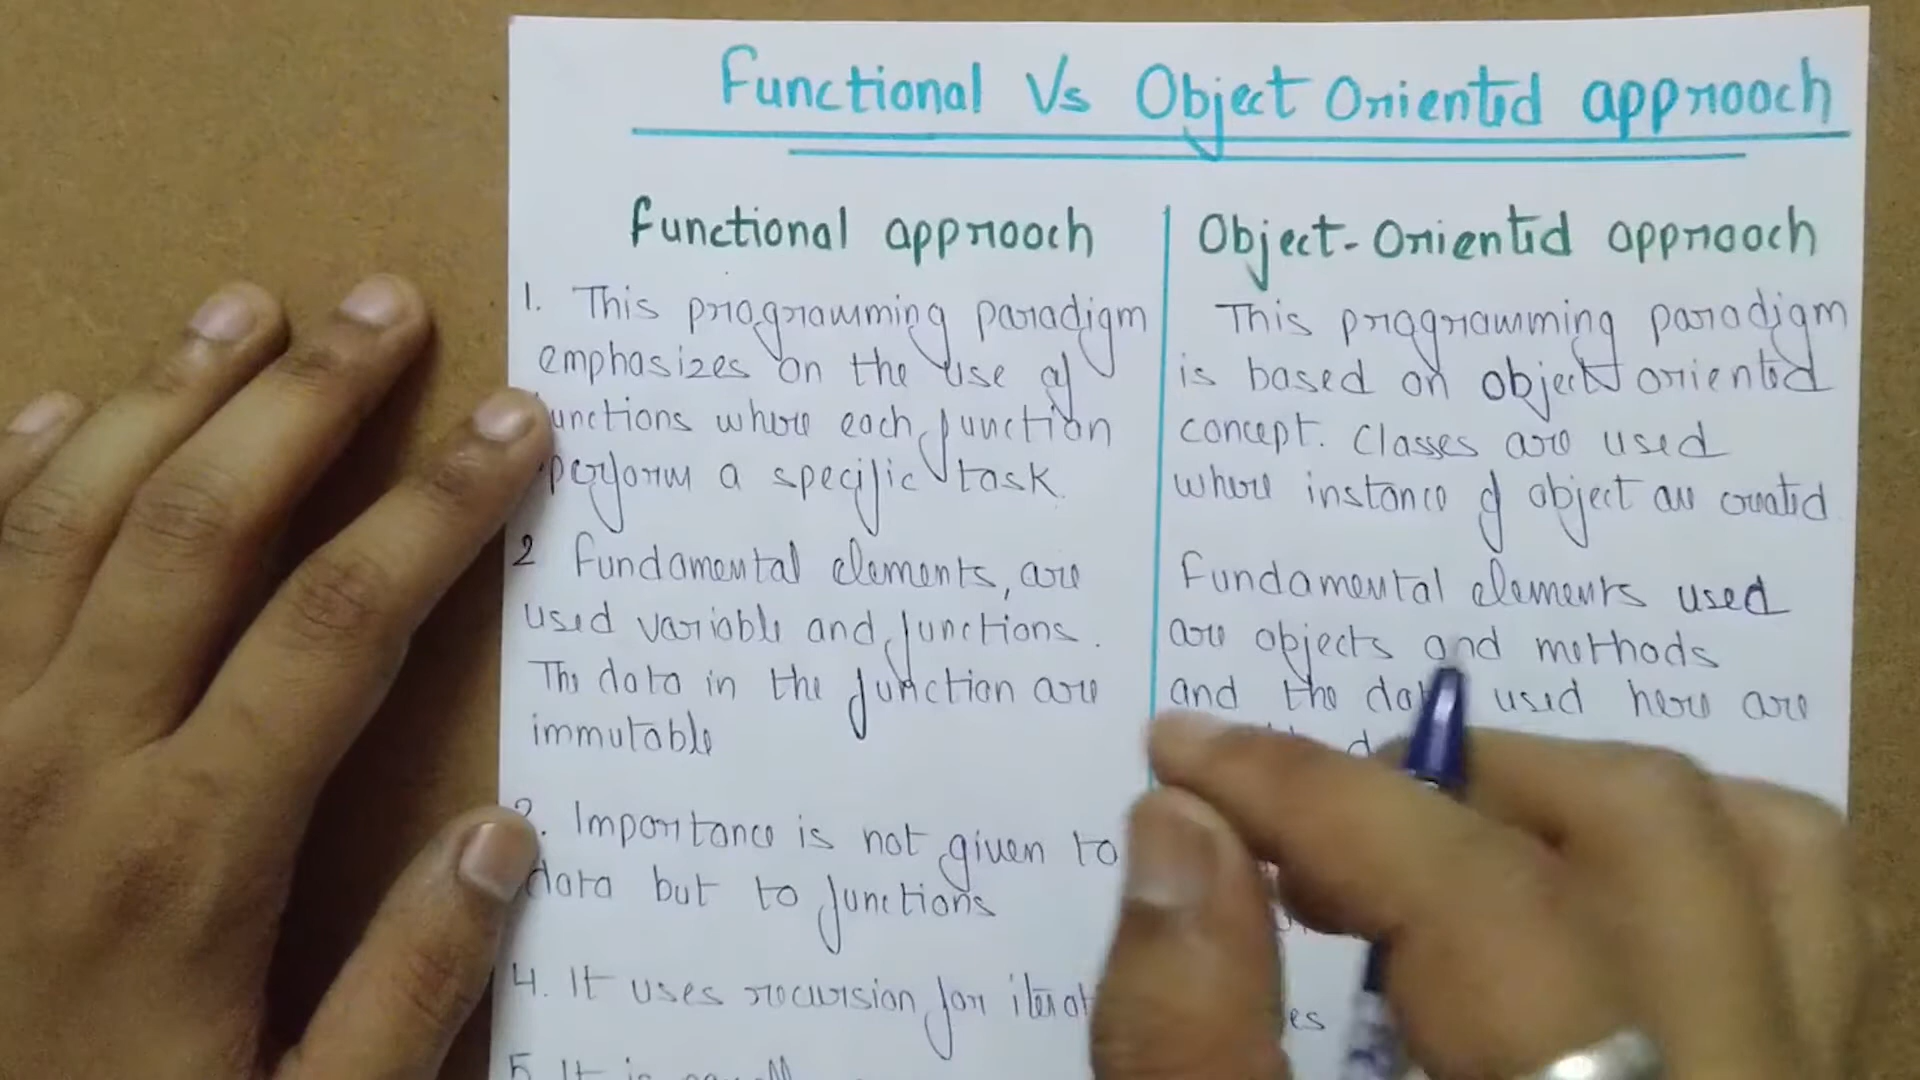 Functional Vs Object Oriented approach
Functional approach
1. This programming paradigm
emphasizes on the use of
functions where each function
perform a specific task.
2 Fundamental elements, are
used variable and functions.
The data in the function are
immutable
3. Importance is not given to
data but to functions
4. It uses recursion for iterat
5. It is
Object-Oriented approach
This programming paradigm
is based on object oriented
concept. Classes are used
where instance of object are created
Fundamental elements used
are objects and methods
and the data used here are